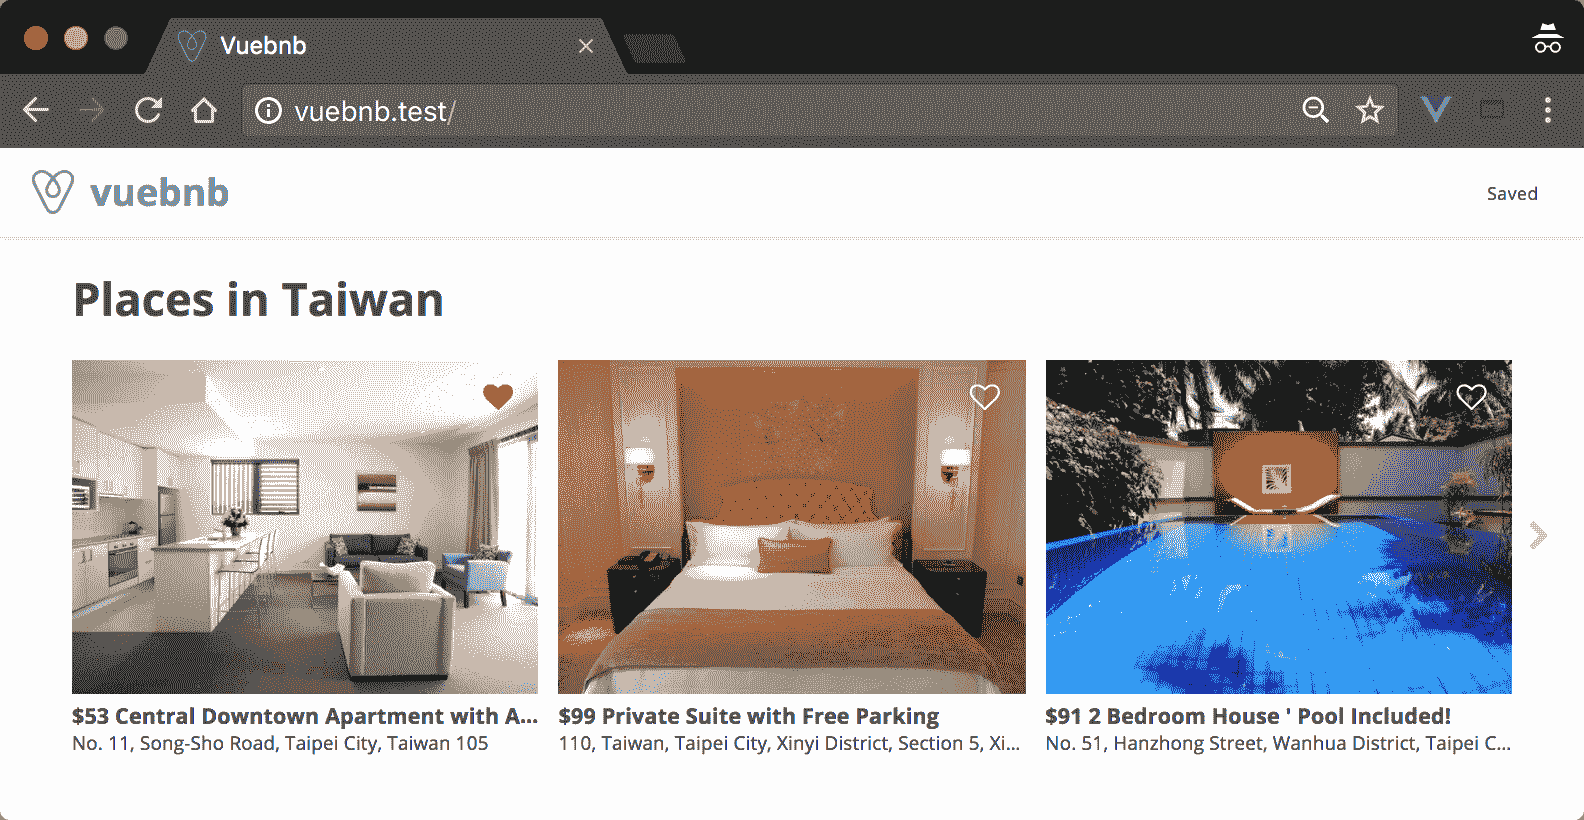 Vuebnb
vuebnb.test/
vuebnb
Saved
Places in Taiwan
$53 Central Downtown Apartment with A...
No. 11, Song-Sho Road, Taipei City, Taiwan 105
$99 Private Suite with Free Parking
110, Taiwan, Taipei City, Xinyi District, Section 5, Xi...
$91 2 Bedroom House ' Pool Included!
No. 51, Hanzhong Street, Wanhua District, Taipei C...